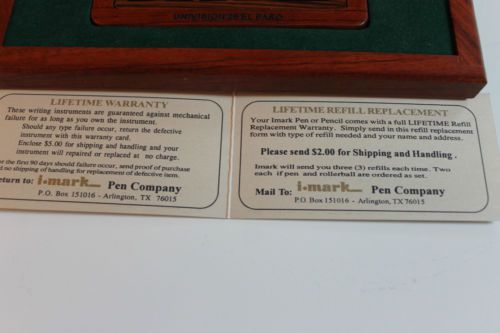 UNIVISION 26 EL PASO
LIFETIME WARRANTY
These writing instruments are guaranteed against mechanical
failure for as long as you own the instrument.
Should any type failure occur, return the defective
instrument with this warranty card.
Enclose $5.00 for shipping and handling and your
instrument will repaired or replaced at no charge.
the first 90 days should failure occur, send proof of purchase
no shipping of handling for replacement of defective item.
Return to: i-mark Pen Company
P.O. Box 151016 - Arlington, TX 76015
LIFETIME REFILL REPLACEMENT
Your Imark Pen or Pencil comes with a full LIFETIME Refill
Replacement Warranty. Simply send in this refill replacement
form with type of refill needed and your name and address.
Please send $2.00 for Shipping and Handling .
Imark will send you three (3) refills each time. Two
each if pen and rollerball are ordered as set.
Mail To: i-mark Pen Company
P.O. Box 151016 - Arlington, TX 76015